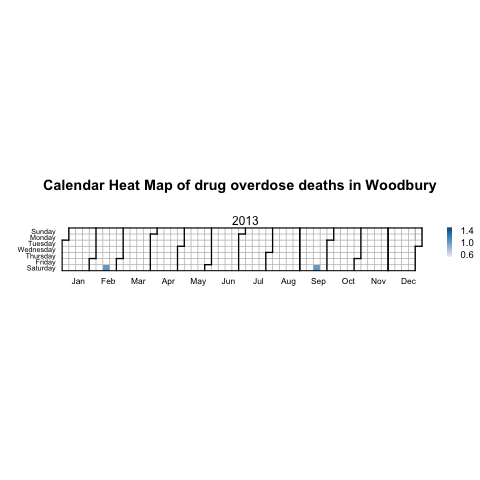 Calendar Heat Map of drug overdose deaths in Woodbury
2013
Sunday
Monday
Tuesday
Wednesday
Thursday
Friday
Saturday
Jan Feb Mar Apr May Jun Jul Aug Sep Oct Nov Dec
1.4
1.0
0.6